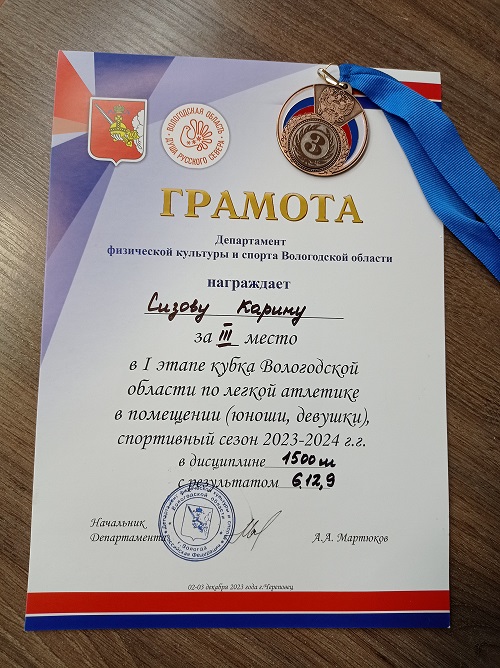 ВОЛОГОДСКАЯ ОБЛАСТЬ
ДУША РУССКОГО СЕВЕРА
3
ГРАМОТА
Департамент
физической культуры и спорта Вологодской области
награждает
Сизову Карину
за III место
в I этапе кубка Вологодской
области по легкой атлетике
в помещении (юноши, девушки),
спортивный сезон 2023-2024 г.г.
в дисциплине 1500 м
с результатом 6.12,9
Начальник
Департамента
А.А. Мартюков
г. Вологда
02-03 декабря 2023 года г.Череповец